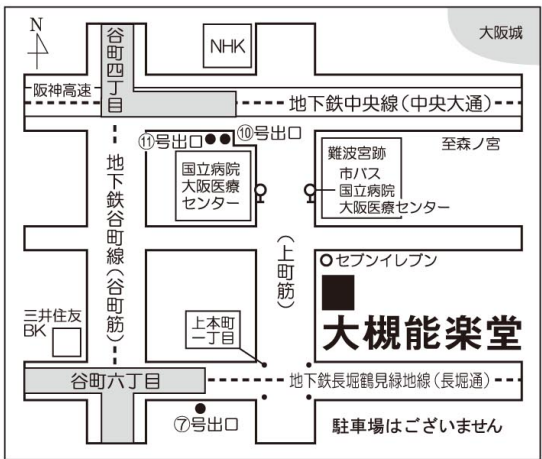 N
谷町四丁目
NHK
大阪城
阪神高速
地下鉄中央線(中央大通)
⑪号出口
⑩号出口
至森ノ宮
国立病院
大阪医療
センター
難波宮跡
市バス
国立病院
大阪医療センター
地下鉄谷町線(谷町筋)
(上町筋)
セブンイレブン
三井住友
BK
上本町
一丁目
大槻能楽堂
谷町六丁目
地下鉄長堀鶴見緑地線(長堀通)
⑦号出口
駐車場はございません